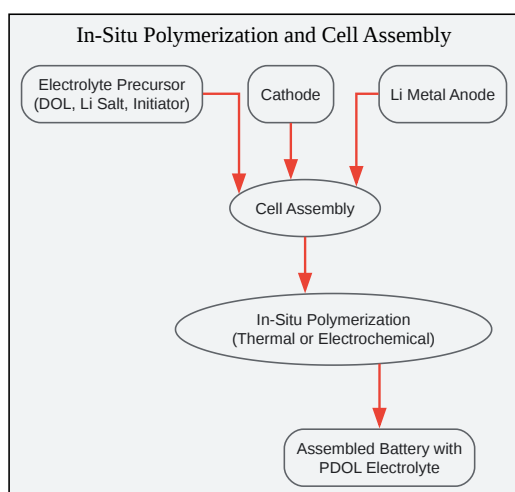 In-Situ Polymerization and Cell Assembly
Electrolyte Precursor
(DOL, Li Salt, Initiator)
Cathode
Li Metal Anode
Cell Assembly
In-Situ Polymerization
(Thermal or Electrochemical)
Assembled Battery with
PDOL Electrolyte